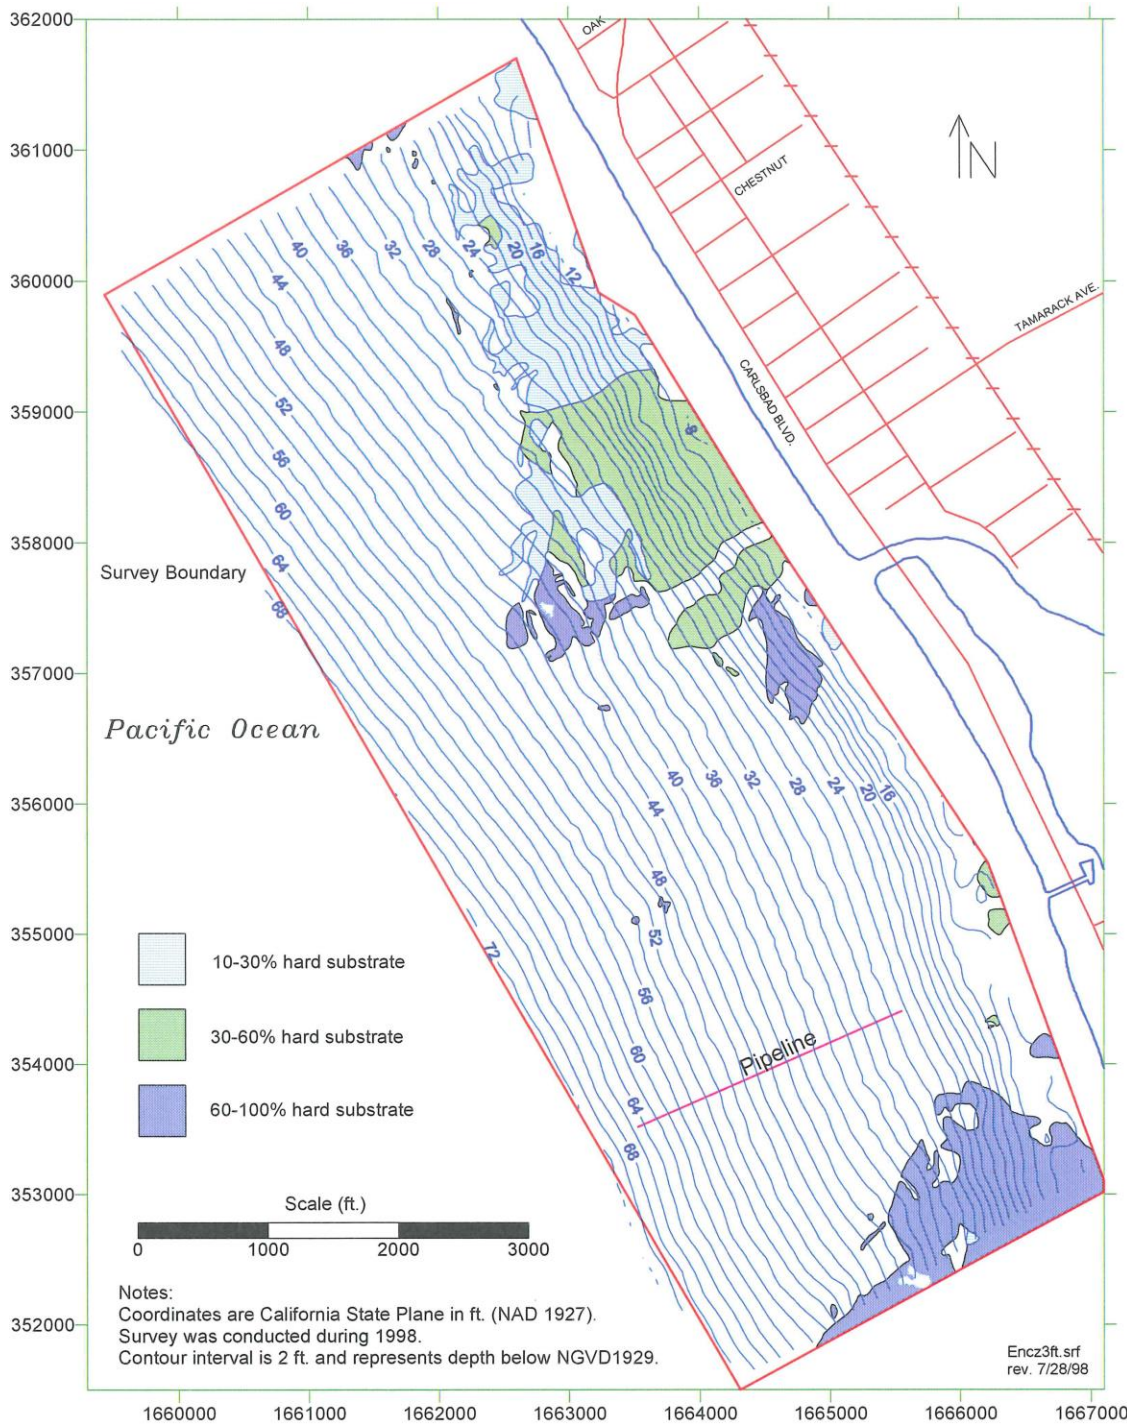 362000
361000
360000
359000
358000
357000
356000
355000
354000
353000
352000
1660000
1661000
1662000
1663000
1664000
1665000
1666000
1667000
OAK
CHESTNUT
TAMARACK AVE.
CARLSBAD BLVD.
N
40
36
32
28
24
20
16
12
44
48
52
56
60
64
68
8
Survey Boundary
Pacific Ocean
40
36
32
28
24
20
16
44
48
52
56
60
64
68
72
Pipeline
10-30% hard substrate
30-60% hard substrate
60-100% hard substrate
Scale (ft.)
0 1000 2000 3000
Notes:
Coordinates are California State Plane in ft. (NAD 1927).
Survey was conducted during 1998.
Contour interval is 2 ft. and represents depth below NGVD1929.
Encz3ft.srf
rev. 7/28/98